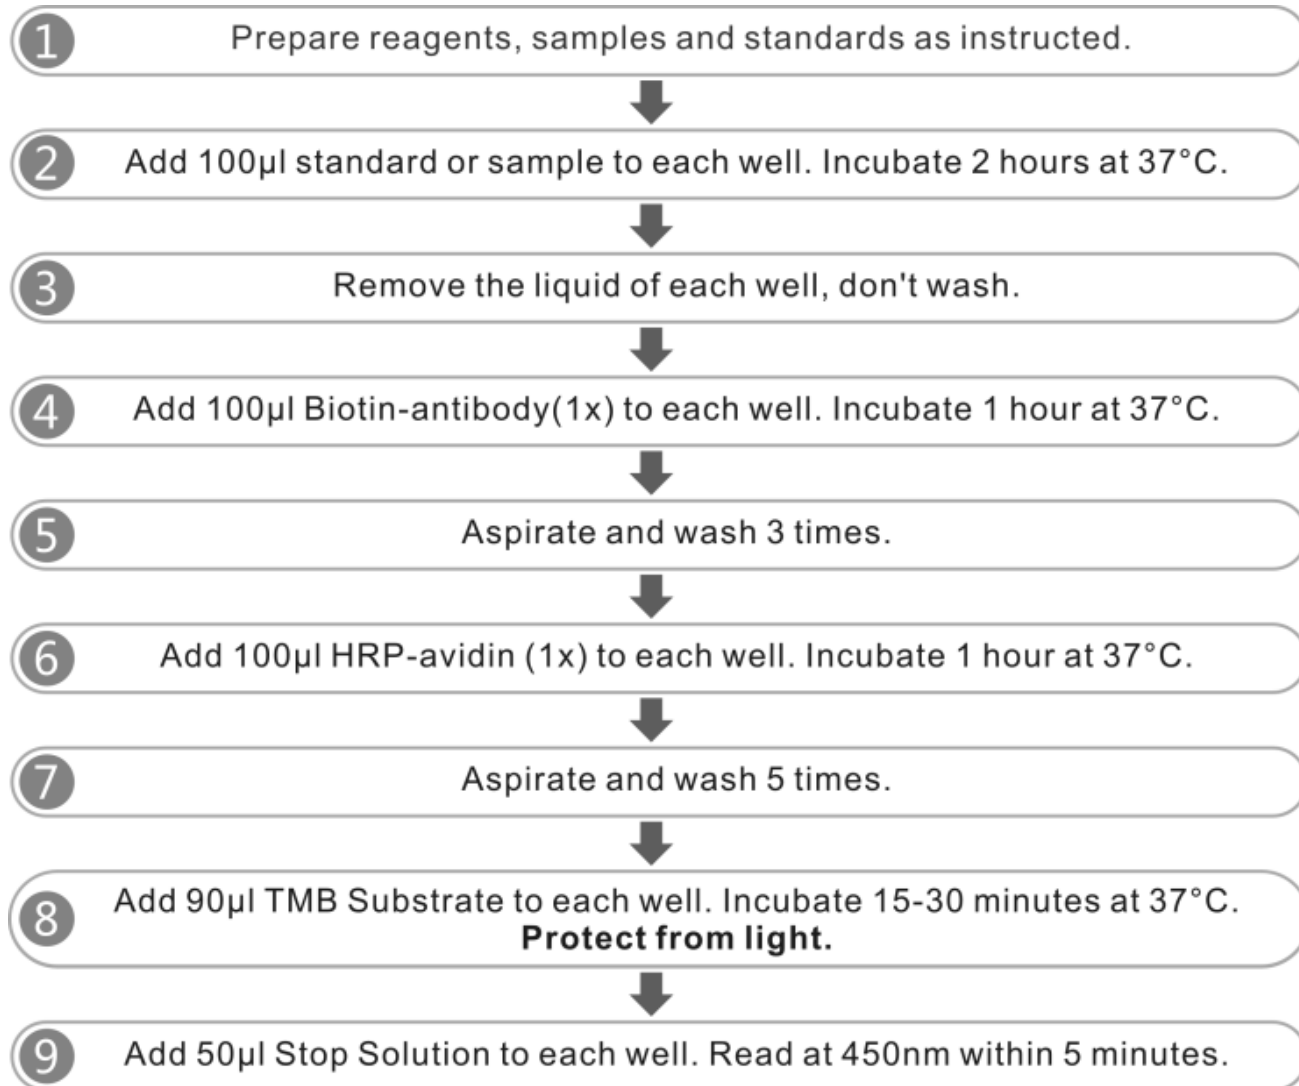 1 Prepare reagents, samples and standards as instructed.
2 Add 100µl standard or sample to each well. Incubate 2 hours at 37°C.
3 Remove the liquid of each well, don't wash.
4 Add 100µl Biotin-antibody(1x) to each well. Incubate 1 hour at 37°C.
5 Aspirate and wash 3 times.
6 Add 100µl HRP-avidin (1x) to each well. Incubate 1 hour at 37°C.
7 Aspirate and wash 5 times.
8 Add 90µl TMB Substrate to each well. Incubate 15-30 minutes at 37°C.
Protect from light.
9 Add 50µl Stop Solution to each well. Read at 450nm within 5 minutes.